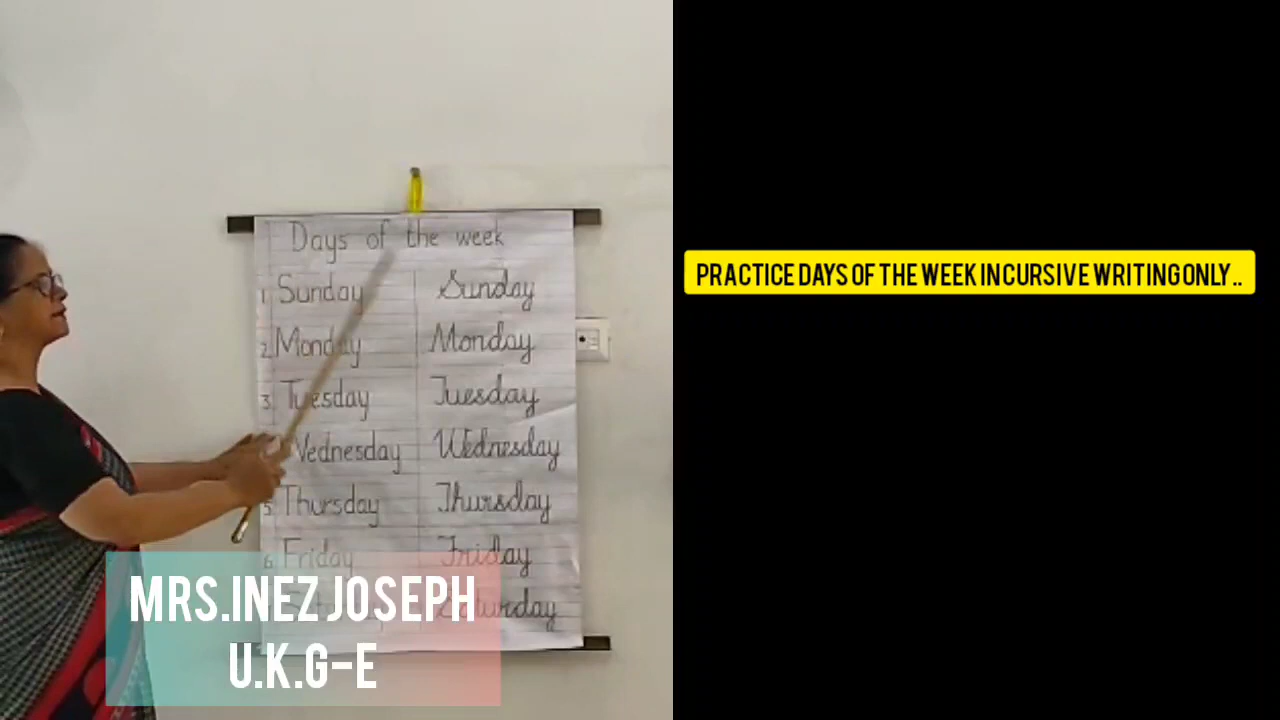 Days of the week
1. Sunday Sunday
2. Monday Monday
3. Tuesday Tuesday
Wednesday Wednesday
5. Thursday Thursday
6. Friday Friday
Saturday
MRS.INEZ JOSEPH
U.K.G-E
PRACTICE DAYS OF THE WEEK IN CURSIVE WRITING ONLY..